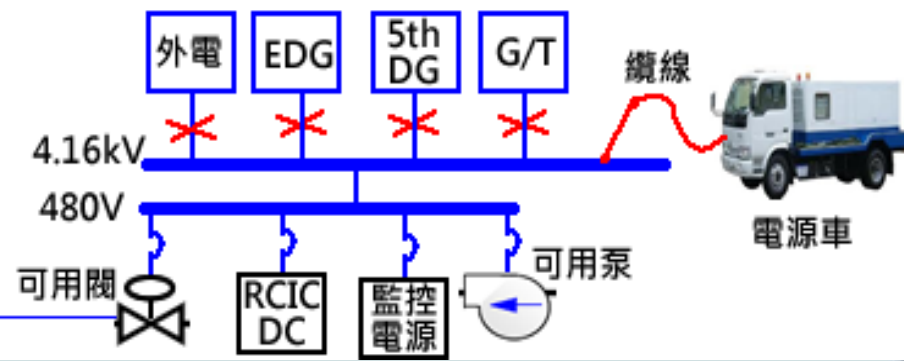 外電
EDG
5th
DG
G/T
纜線
4.16kV
480V
電源車
可用閥
RCIC
DC
監控
電源
可用泵